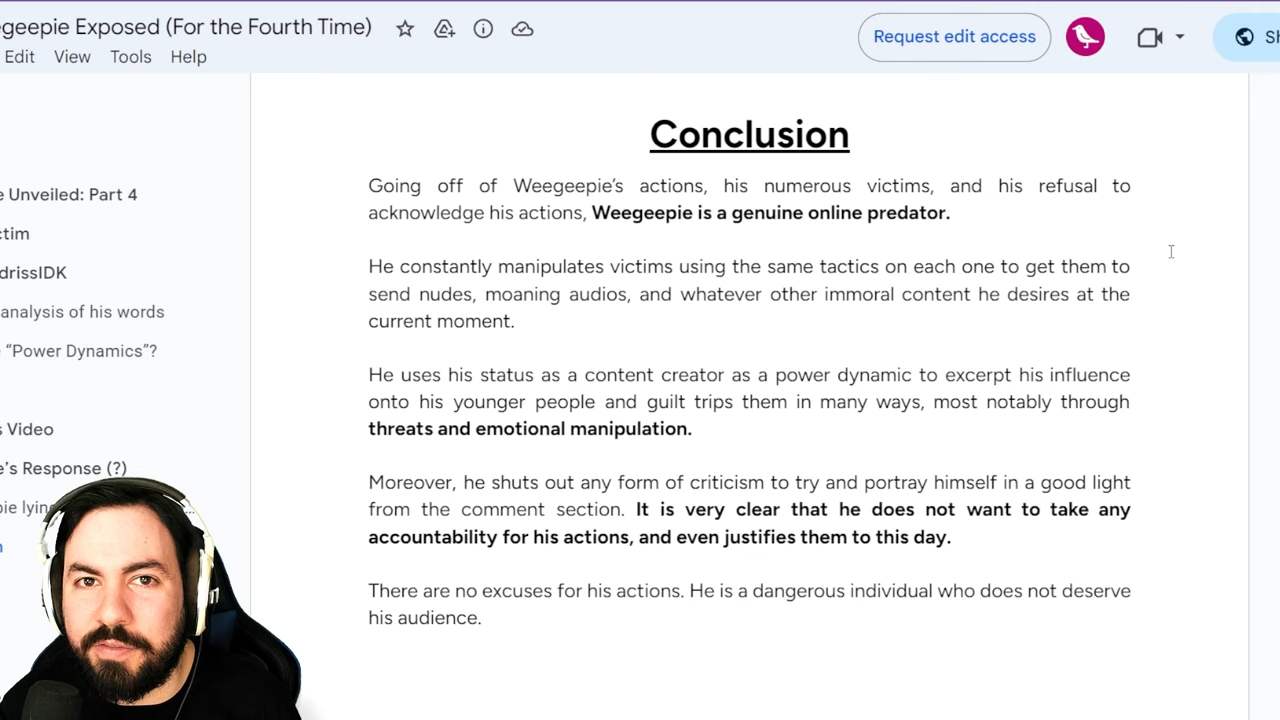 egeepie Exposed (For the Fourth Time)
Edit View Tools Help
Request edit access
Unveiled: Part 4
drissIDK
analysis of his words
“Power Dynamics”?
Video
Response (?)
Conclusion
Going off of Weegeepie’s actions, his numerous victims, and his refusal to
acknowledge his actions, Weegeepie is a genuine online predator.
He constantly manipulates victims using the same tactics on each one to get them to
send nudes, moaning audios, and whatever other immoral content he desires at the
current moment.
He uses his status as a content creator as a power dynamic to excerpt his influence
onto his younger people and guilt trips them in many ways, most notably through
threats and emotional manipulation.
Moreover, he shuts out any form of criticism to try and portray himself in a good light
from the comment section. It is very clear that he does not want to take any
accountability for his actions, and even justifies them to this day.
There are no excuses for his actions. He is a dangerous individual who does not deserve
his audience.